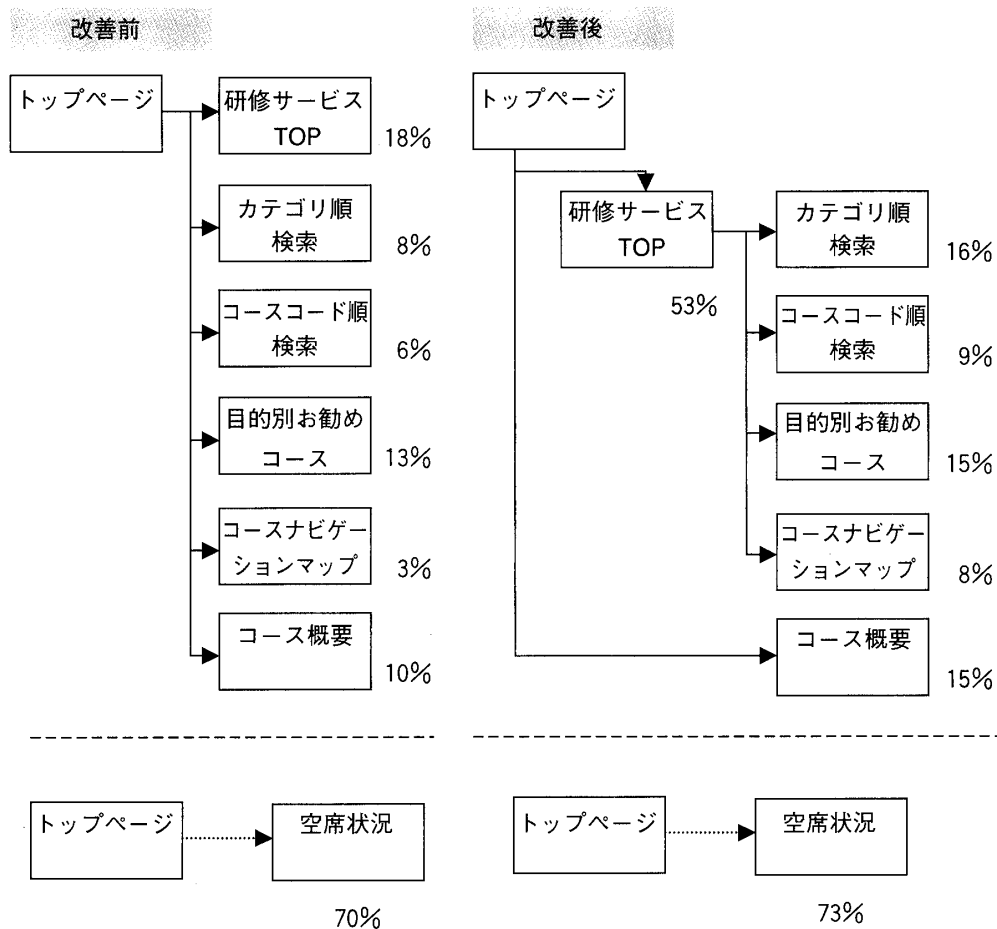 改善前
トップページ
研修サービス
TOP
18%
カテゴリ順
検索
8%
コースコード順
検索
6%
目的別お勧め
コース
13%
コースナビゲー
ションマップ
3%
コース概要
10%
トップページ
空席状況
70%
改善後
トップページ
研修サービス
TOP
53%
カテゴリ順
検索
16%
コースコード順
検索
9%
目的別お勧め
コース
15%
コースナビゲー
ションマップ
8%
コース概要
15%
トップページ
空席状況
73%